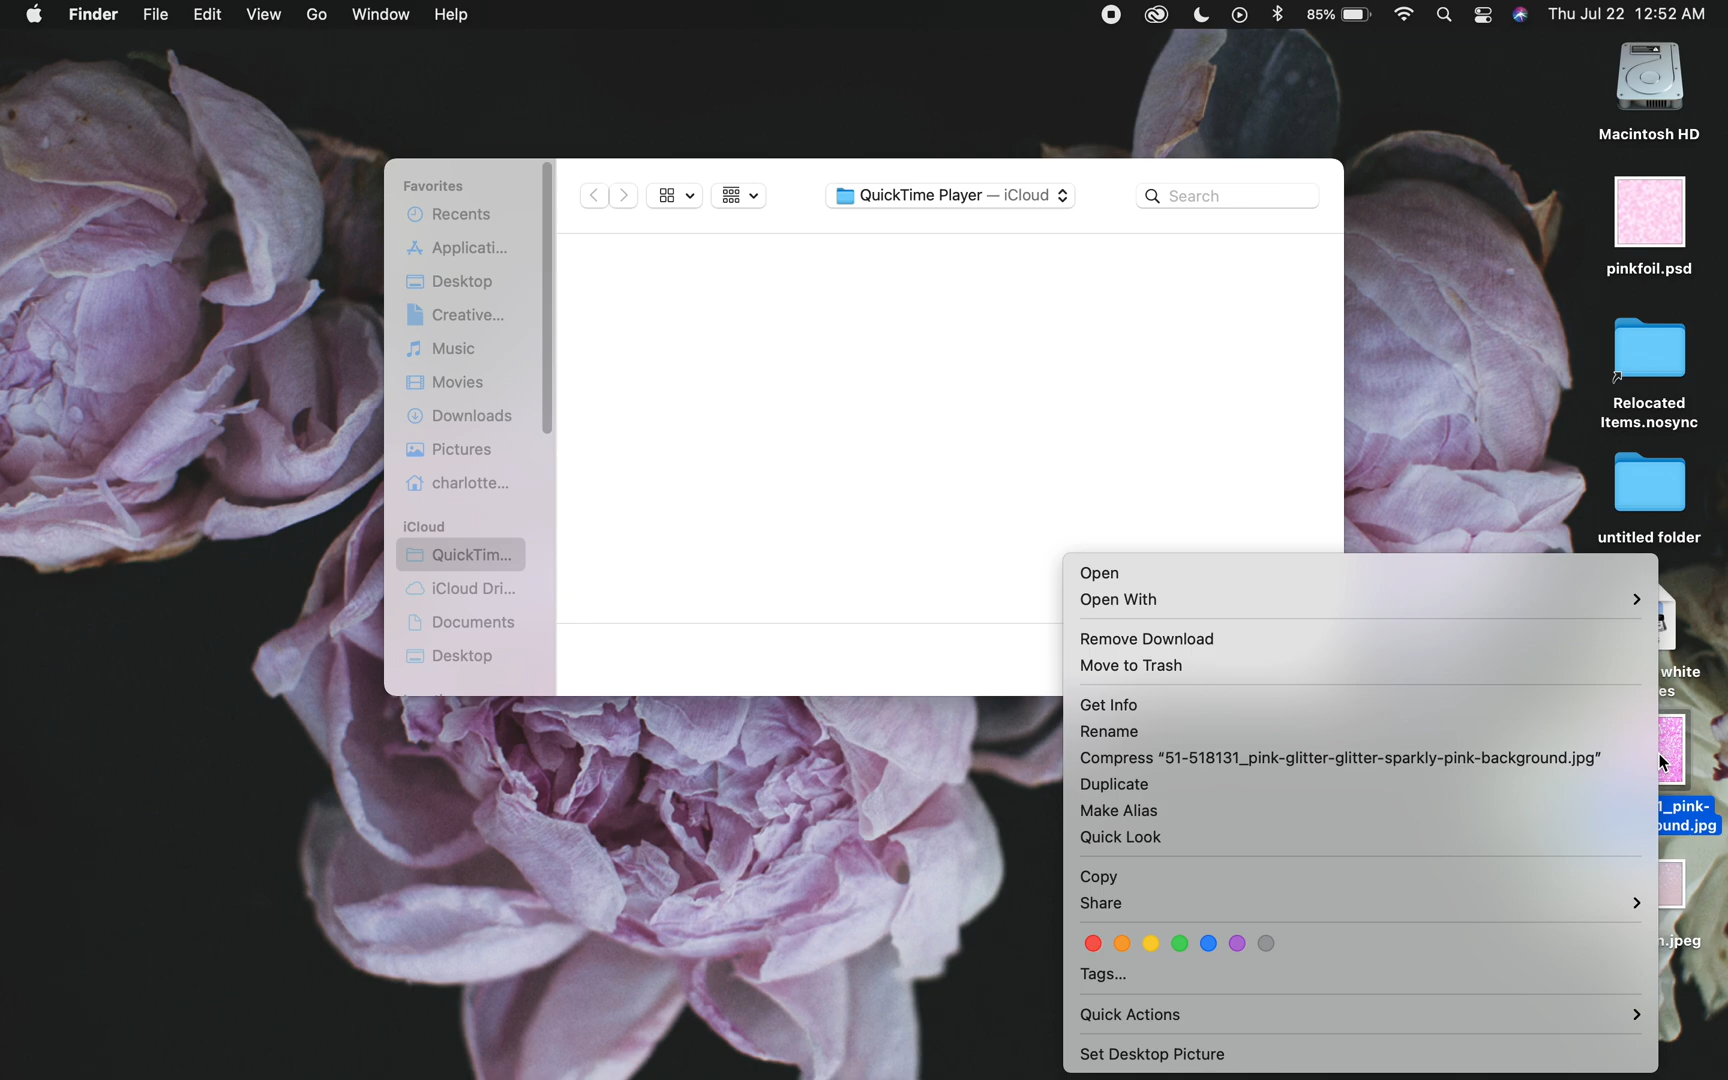 Finder File Edit View Go Window Help 85% Thu Jul 22 12:52 AM
Macintosh HD
pinkfoil.psd
Relocated
Items.nosync
untitled folder
white
es
1_pink-
ound.jpg
n.jpeg
Favorites
Recents
Applicati...
Desktop
Creative...
Music
Movies
Downloads
Pictures
charlotte...
iCloud
QuickTim...
iCloud Dri...
Documents
Desktop
QuickTime Player — iCloud
Search
Open
Open With
Remove Download
Move to Trash
Get Info
Rename
Compress “51-518131_pink-glitter-glitter-sparkly-pink-background.jpg”
Duplicate
Make Alias
Quick Look
Copy
Share
Tags...
Quick Actions
Set Desktop Picture